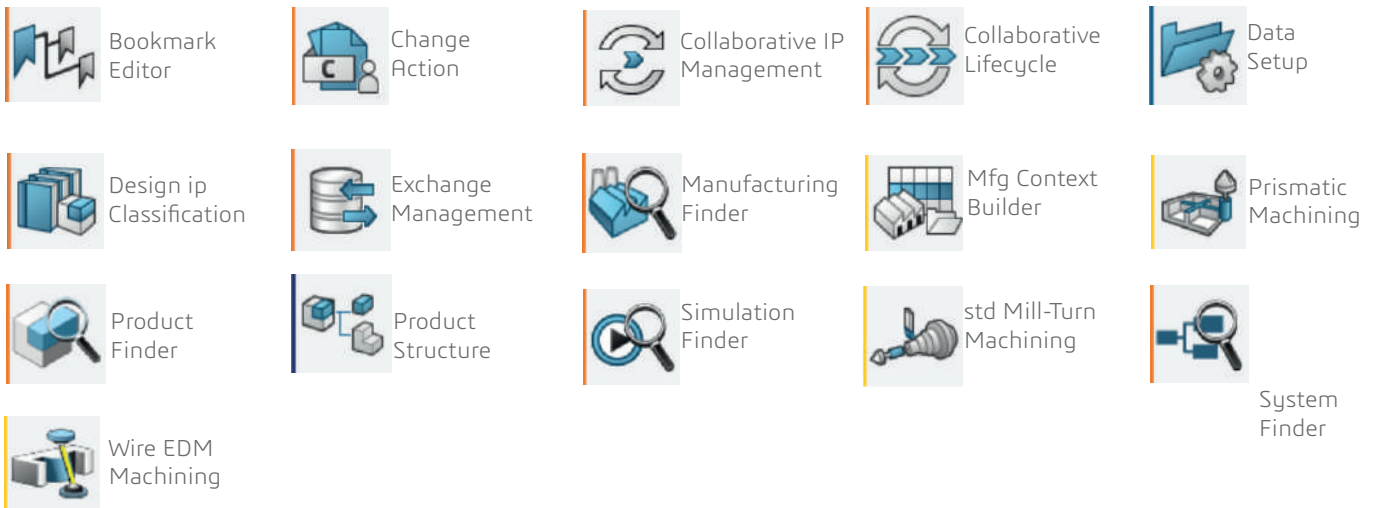 Bookmark
Editor
Change
Action
Collaborative IP
Management
Collaborative
Lifecycle
Data
Setup
Design ip
Classification
Exchange
Management
Manufacturing
Finder
Mfg Context
Builder
Prismatic
Machining
Product
Finder
Product
Structure
Simulation
Finder
std Mill-Turn
Machining
System
Finder
Wire EDM
Machining
C